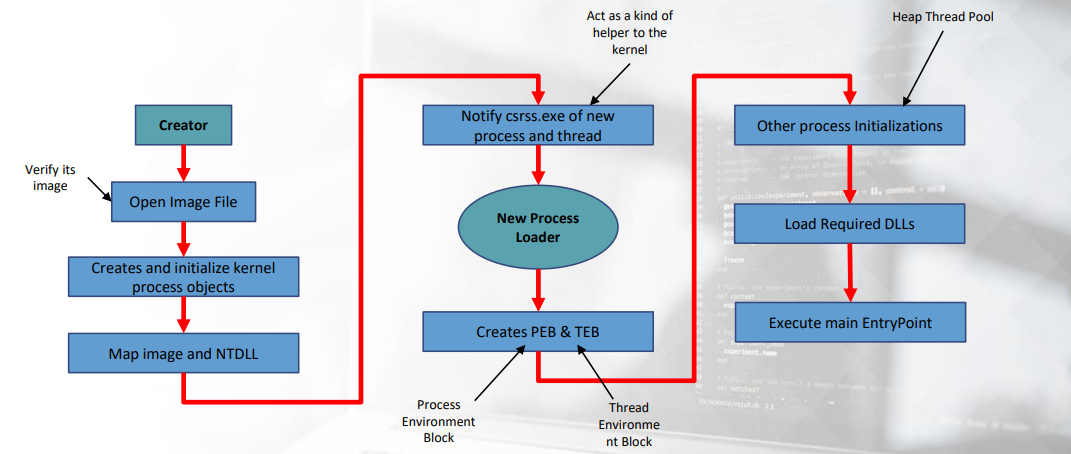 Creator
Verify its
image
Open Image File
Creates and initialize kernel
process objects
Map image and NTDLL
Act as a kind of
helper to the
kernel
Notify csrss.exe of new
process and thread
New Process
Loader
Creates PEB & TEB
Process
Environment
Block
Thread
Environme
nt Block
Heap Thread Pool
Other process Initializations
Load Required DLLs
Execute main EntryPoint